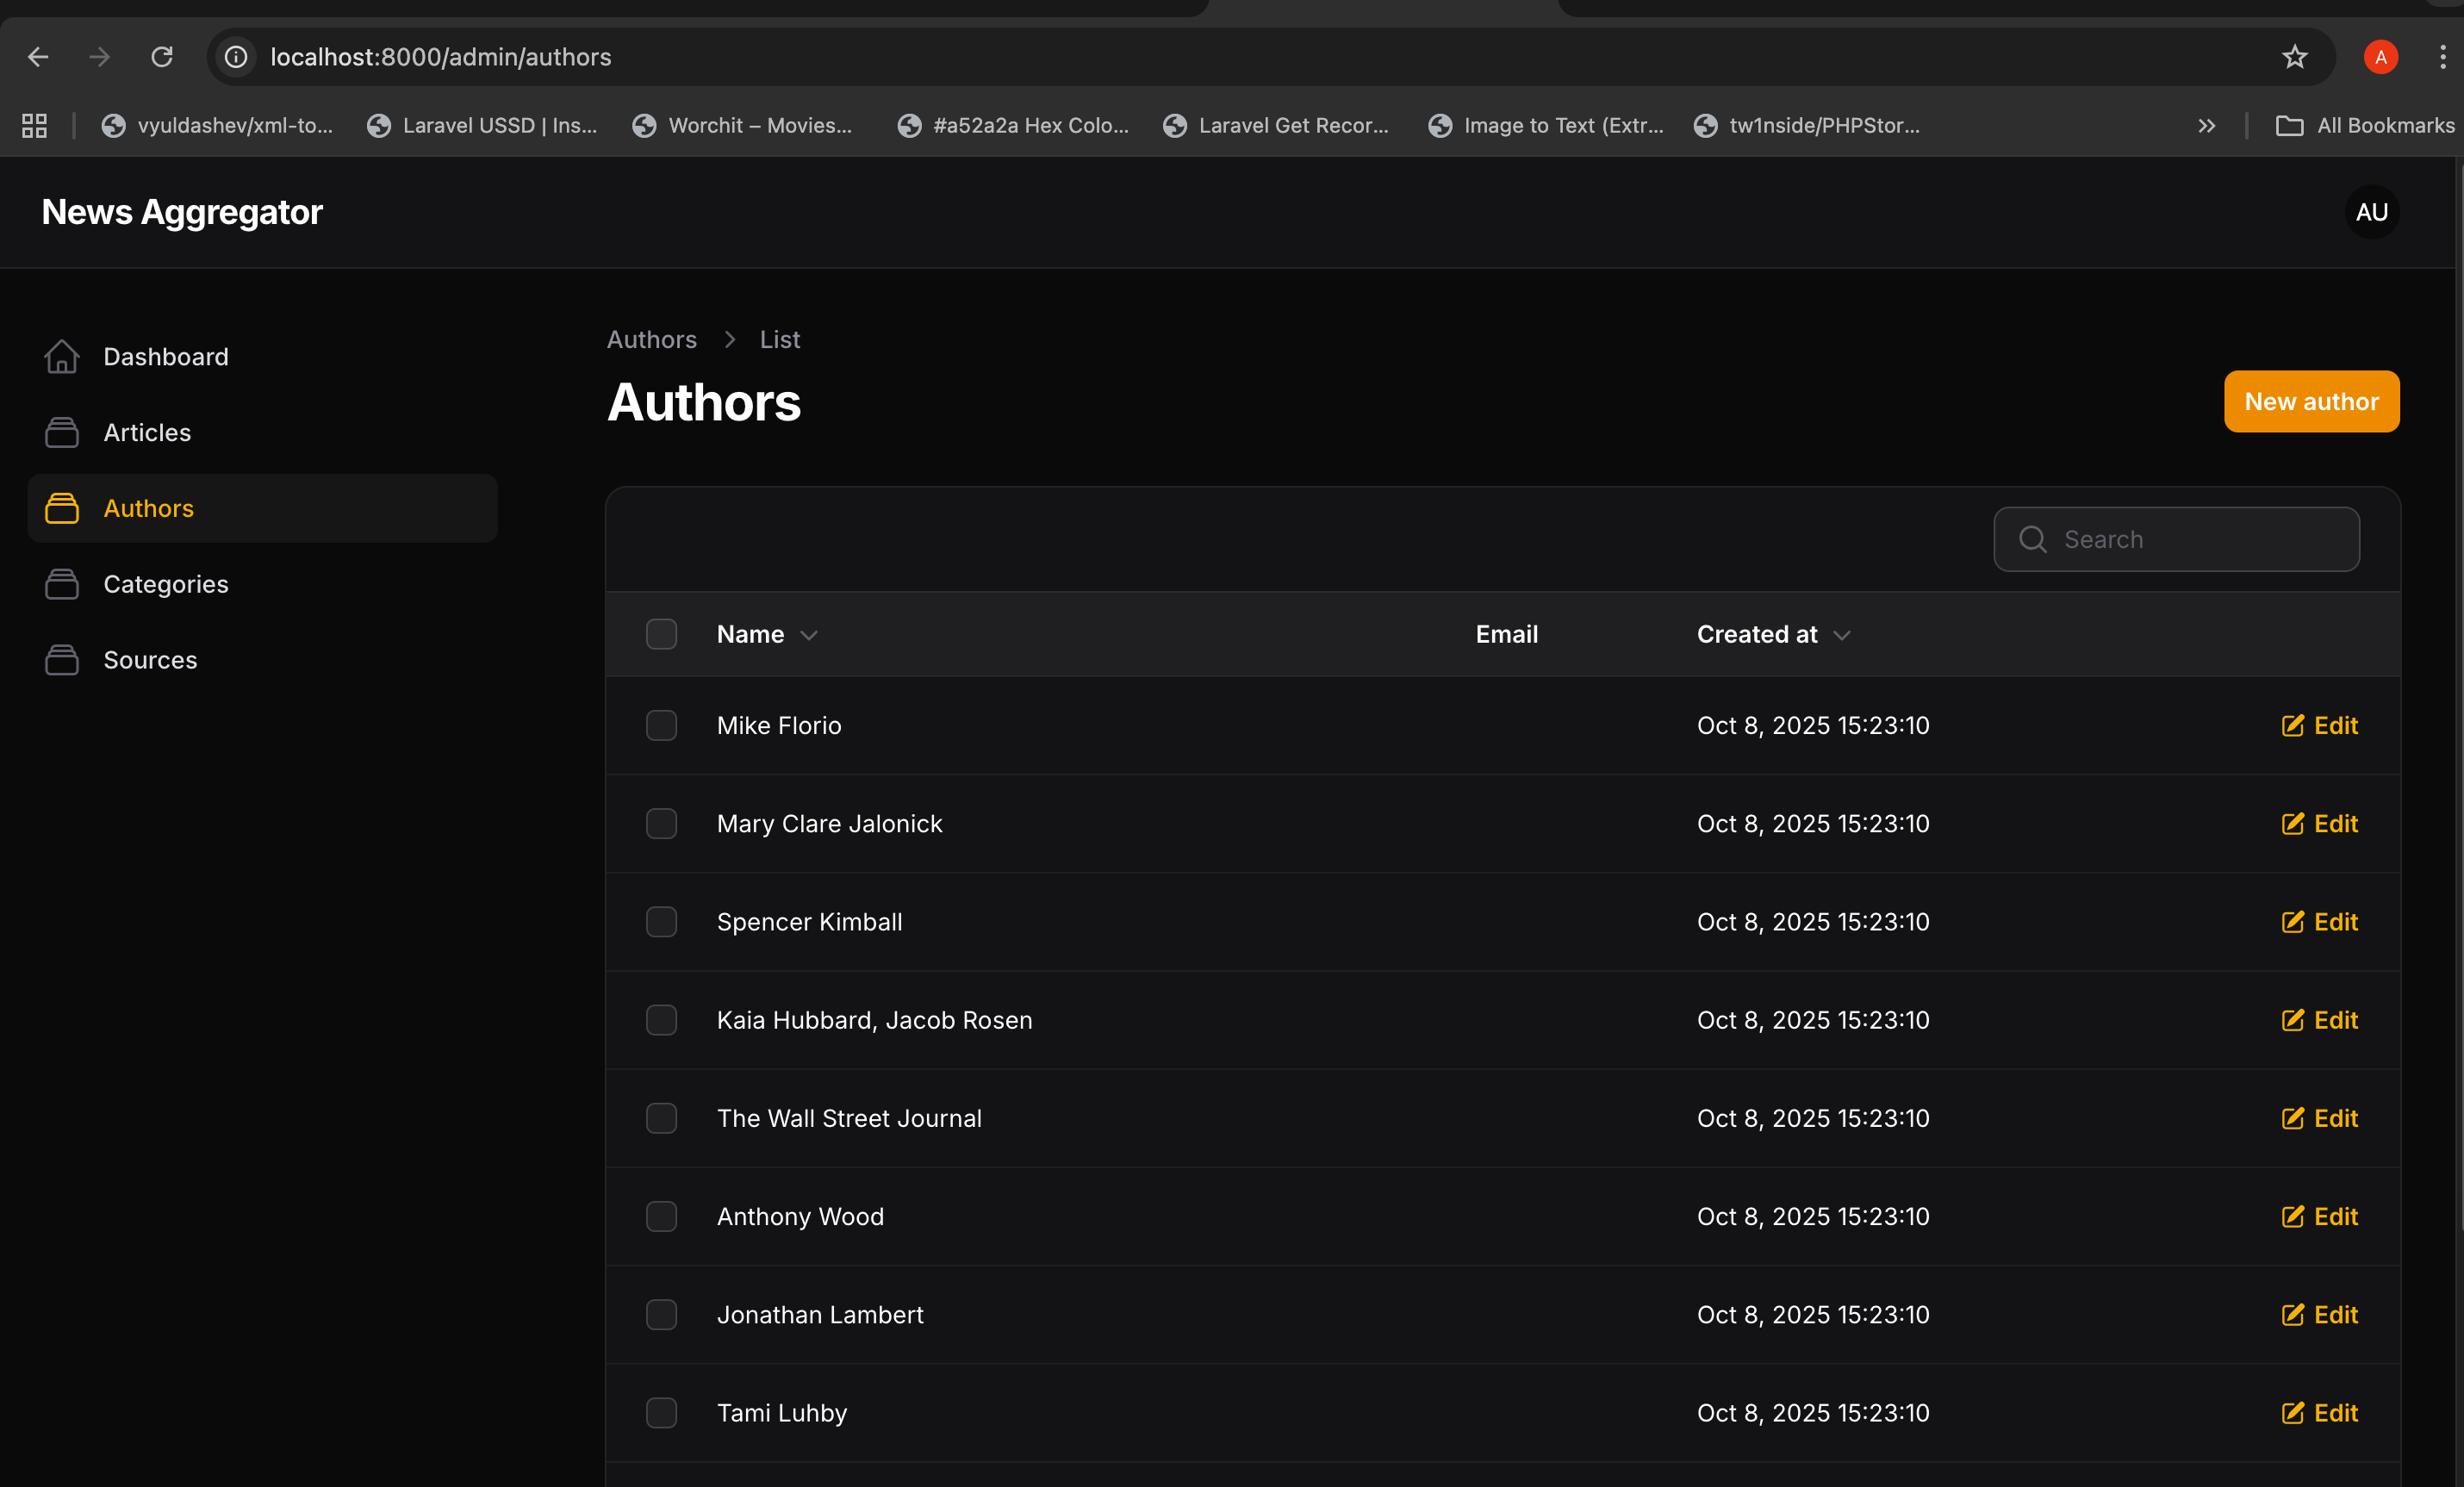 localhost:8000/admin/authors
A
vyuldashev/xml-to...
Laravel USSD | Ins...
Worchit – Movies...
#a52a2a Hex Colo...
Laravel Get Recor...
Image to Text (Extr...
tw1nside/PHPStor...
All Bookmarks
News Aggregator
AU
Dashboard
Articles
Authors
Categories
Sources
Authors > List
Authors
New author
Search
Name Email Created at
Mike Florio Oct 8, 2025 15:23:10 Edit
Mary Clare Jalonick Oct 8, 2025 15:23:10 Edit
Spencer Kimball Oct 8, 2025 15:23:10 Edit
Kaia Hubbard, Jacob Rosen Oct 8, 2025 15:23:10 Edit
The Wall Street Journal Oct 8, 2025 15:23:10 Edit
Anthony Wood Oct 8, 2025 15:23:10 Edit
Jonathan Lambert Oct 8, 2025 15:23:10 Edit
Tami Luhby Oct 8, 2025 15:23:10 Edit